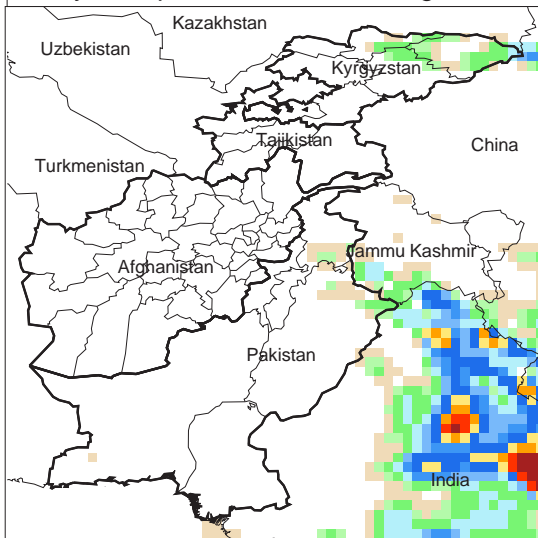 Kazakhstan
Uzbekistan
Kyrgyzstan
Tajikistan
China
Turkmenistan
Jammu Kashmir
Afghanistan
Pakistan
India